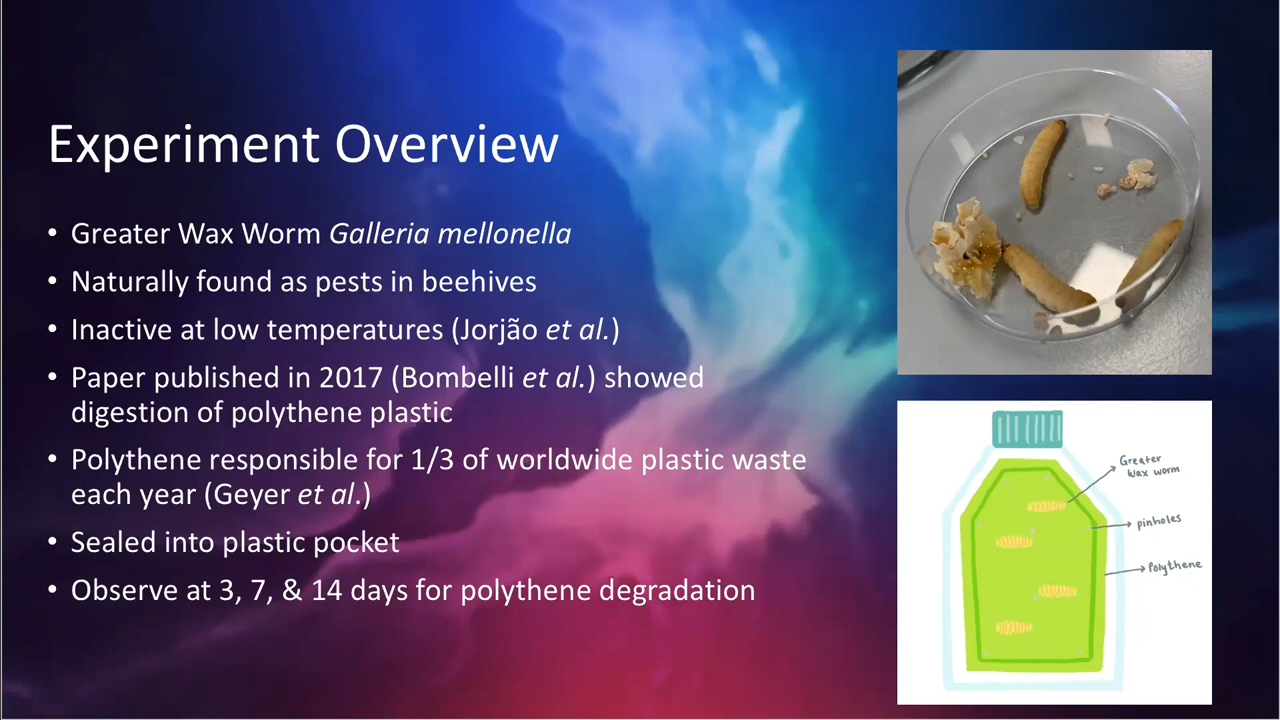 Experiment Overview
• Greater Wax Worm Galleria mellonella
• Naturally found as pests in beehives
• Inactive at low temperatures (Jorjão et al.)
• Paper published in 2017 (Bombelli et al.) showed
digestion of polythene plastic
• Polythene responsible for 1/3 of worldwide plastic waste
each year (Geyer et al.)
• Sealed into plastic pocket
• Observe at 3, 7, & 14 days for polythene degradation
Greater
wax worm
pinholes
Polythene